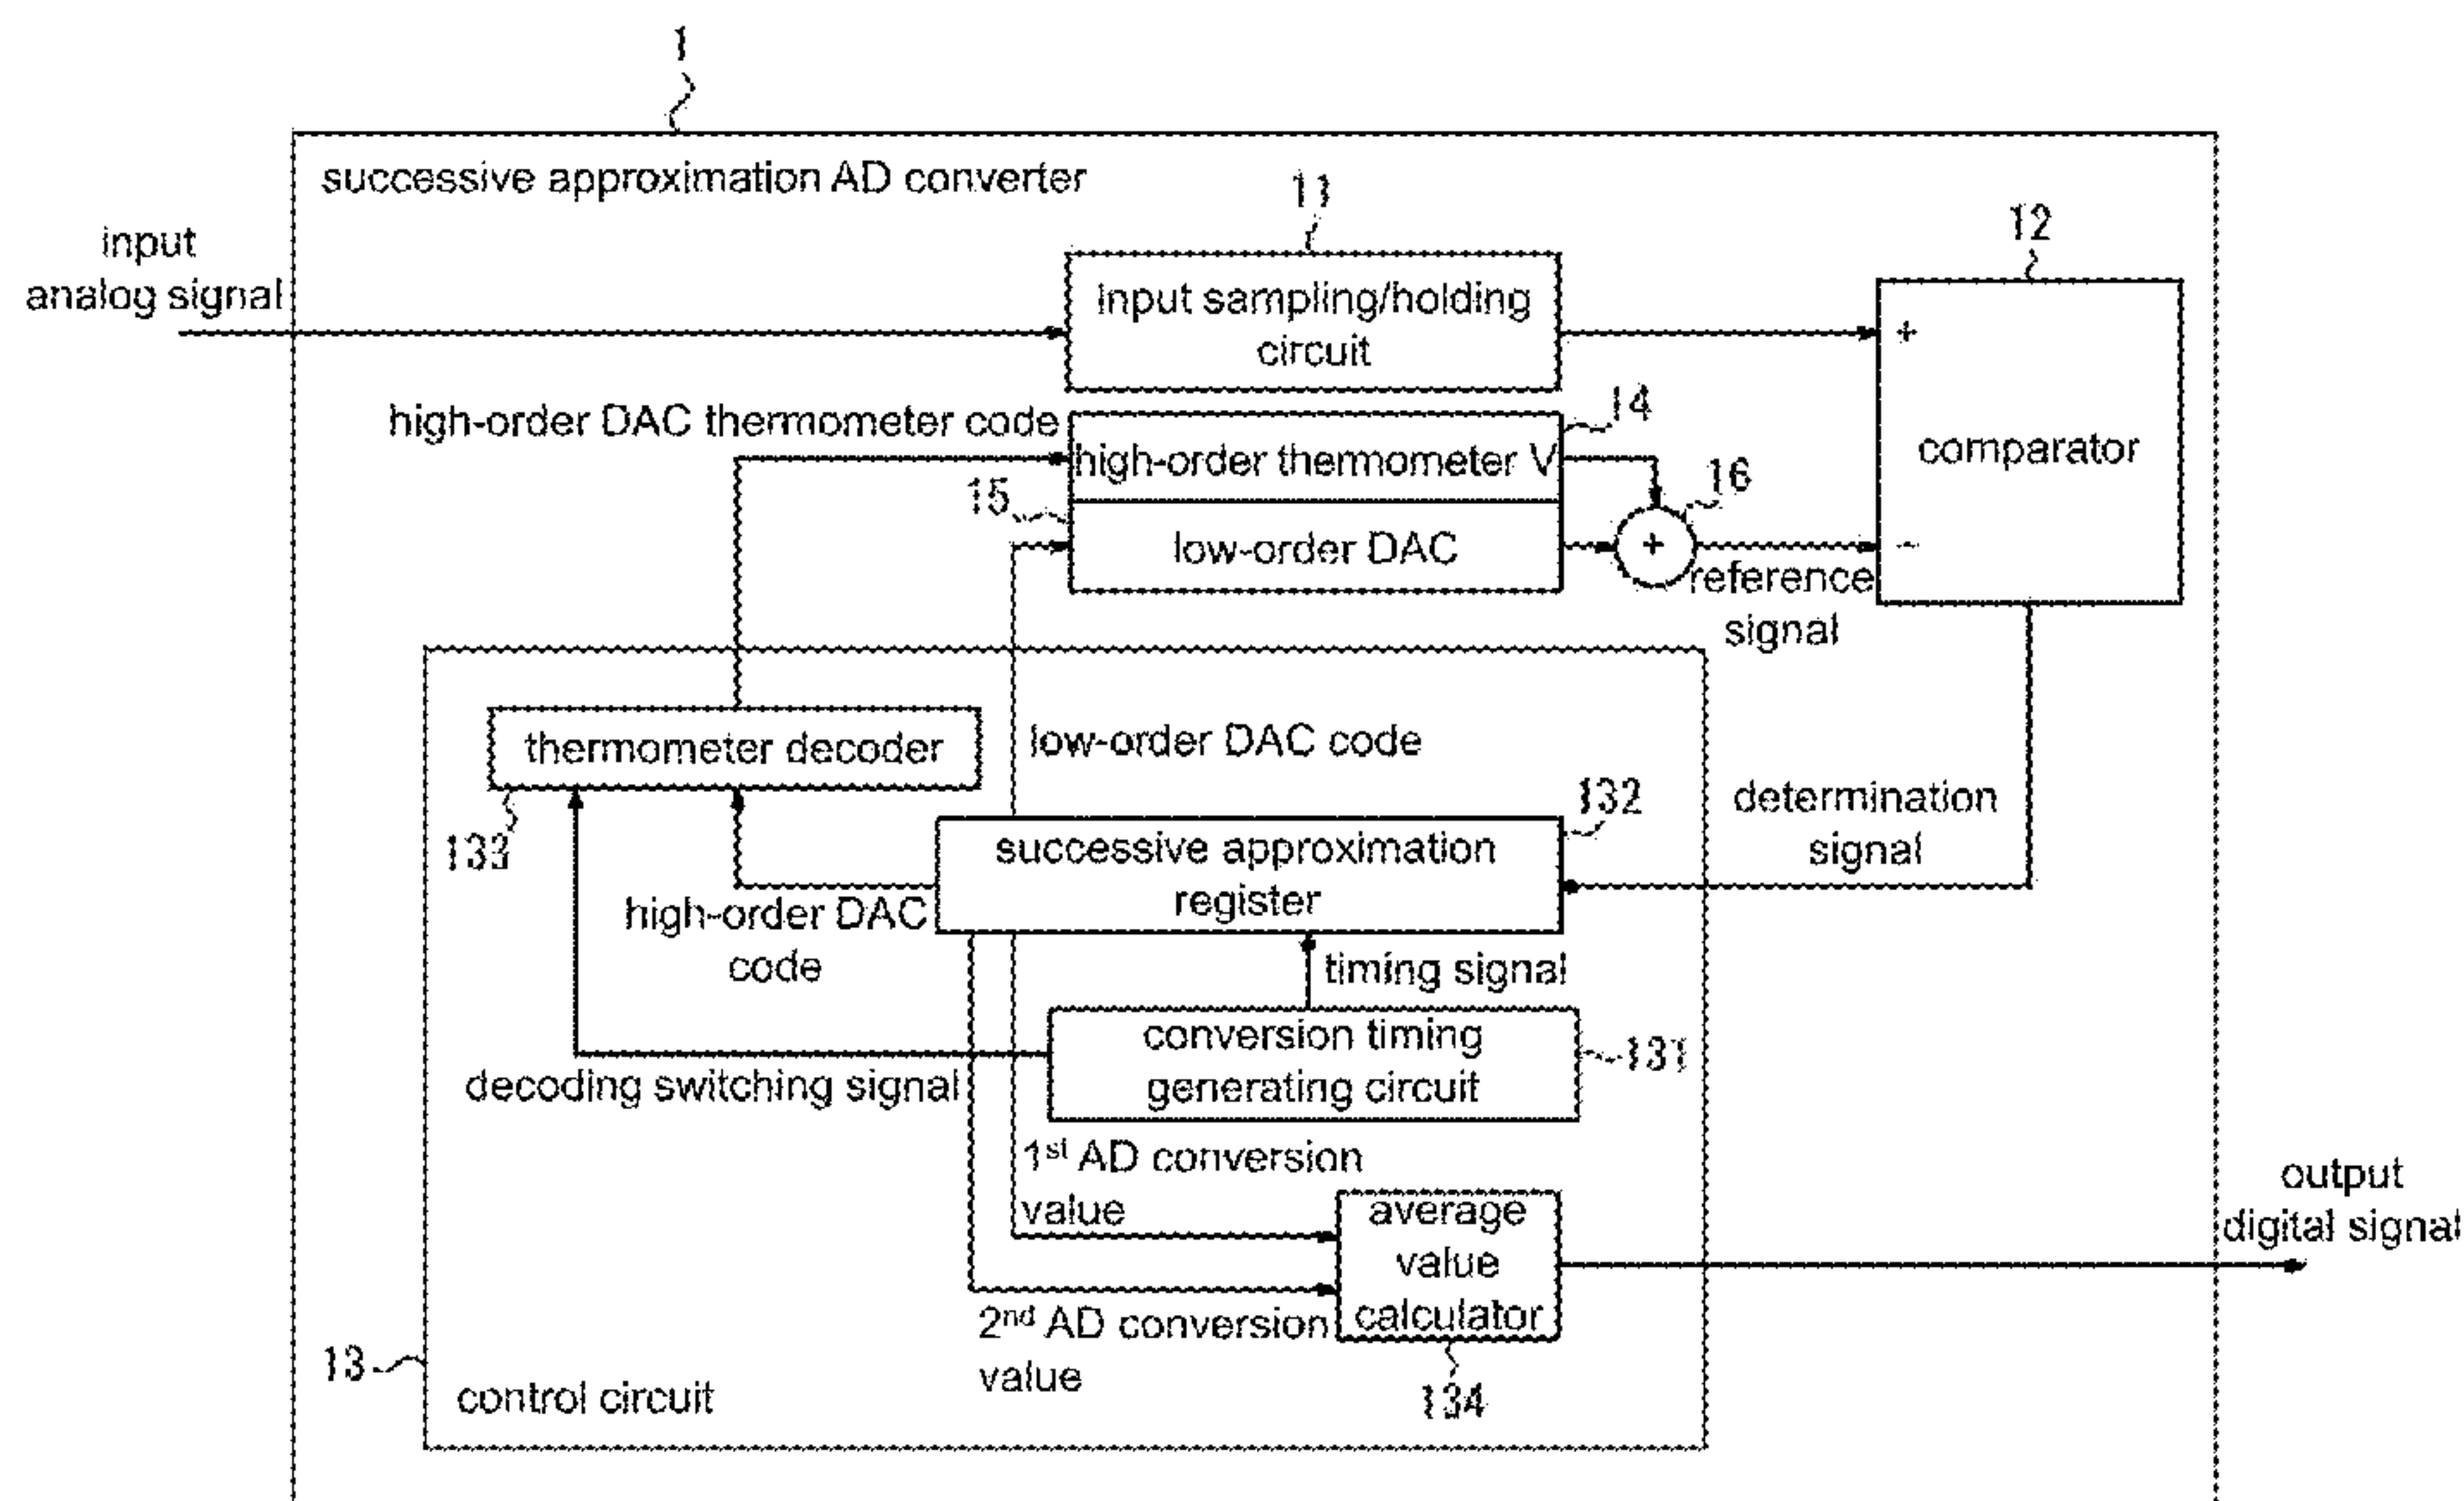 1
successive approximation AD converter
input
analog signal
11
input sampling/holding
circuit
12
+
comparator
−
high-order DAC thermometer code
14
high-order thermometer V
15
low-order DAC
16
+
reference
signal
thermometer decoder
133
low-order DAC code
132
successive approximation
register
determination
signal
high-order DAC
code
timing signal
conversion timing
generating circuit
131
decoding switching signal
1st AD conversion
value
average
value
calculator
134
2nd AD conversion
value
output
digital signal
13
control circuit